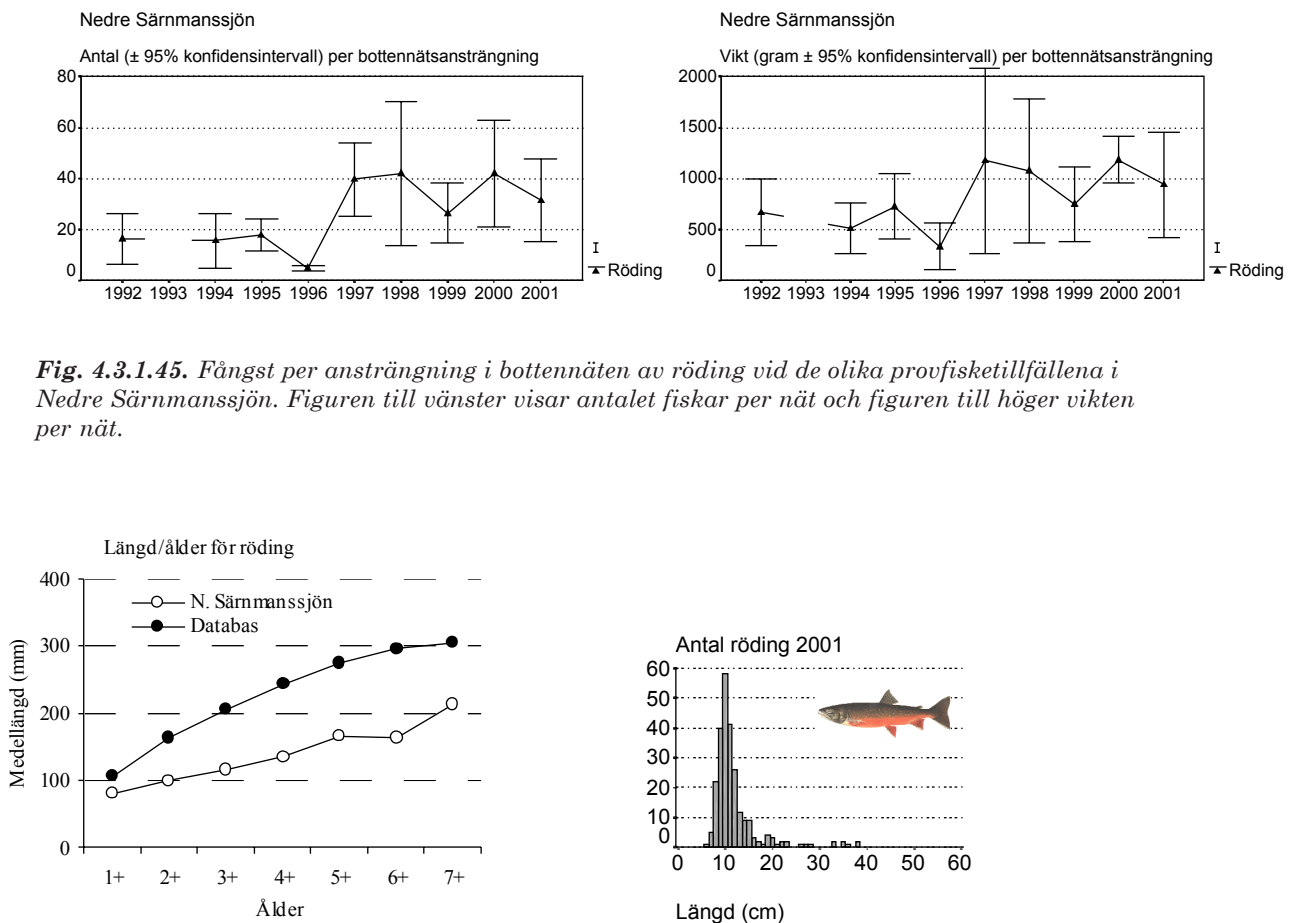 Nedre Särnmanssjön
Antal (± 95% konfidensintervall) per bottennätsansträngning
80
60
40
20
0
1992 1993 1994 1995 1996 1997 1998 1999 2000 2001
Röding
Nedre Särnmanssjön
Vikt (gram ± 95% konfidensintervall) per bottennätsansträngning
2000
1500
1000
500
0
1992 1993 1994 1995 1996 1997 1998 1999 2000 2001
Röding
Fig. 4.3.1.45. Fångst per ansträngning i bottennäten av röding vid de olika provfisketillfällena i
Nedre Särnmanssjön. Figuren till vänster visar antalet fiskar per nät och figuren till höger vikten
per nät.
Längd/ålder för röding
400
300
200
100
0
Medellängd (mm)
N. Särnmanssjön
Databas
1+ 2+ 3+ 4+ 5+ 6+ 7+
Ålder
Antal röding 2001
60
50
40
30
20
10
0
0 10 20 30 40 50 60
Längd (cm)